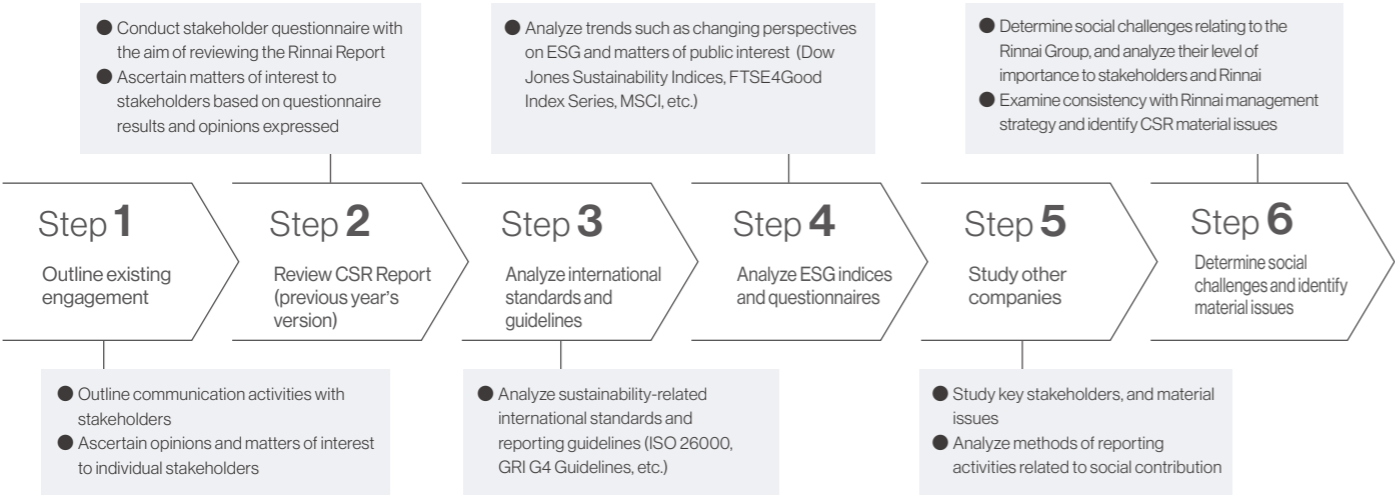 ● Conduct stakeholder questionnaire with
the aim of reviewing the Rinnai Report
● Ascertain matters of interest to
stakeholders based on questionnaire
results and opinions expressed
● Analyze trends such as changing perspectives
on ESG and matters of public interest (Dow
Jones Sustainability Indices, FTSE4Good
Index Series, MSCI, etc.)
● Determine social challenges relating to the
Rinnai Group, and analyze their level of
importance to stakeholders and Rinnai
● Examine consistency with Rinnai management
strategy and identify CSR material issues
Step 1
Outline existing
engagement
Step 2
Review CSR Report
(previous year's
version)
Step 3
Analyze international
standards and
guidelines
Step 4
Analyze ESG indices
and questionnaires
Step 5
Study other
companies
Step 6
Determine social
challenges and identify
material issues
● Outline communication activities with
stakeholders
● Ascertain opinions and matters of interest
to individual stakeholders
● Analyze sustainability-related
international standards and
reporting guidelines (ISO 26000,
GRI G4 Guidelines, etc.)
● Study key stakeholders, and material
issues
● Analyze methods of reporting
activities related to social contribution